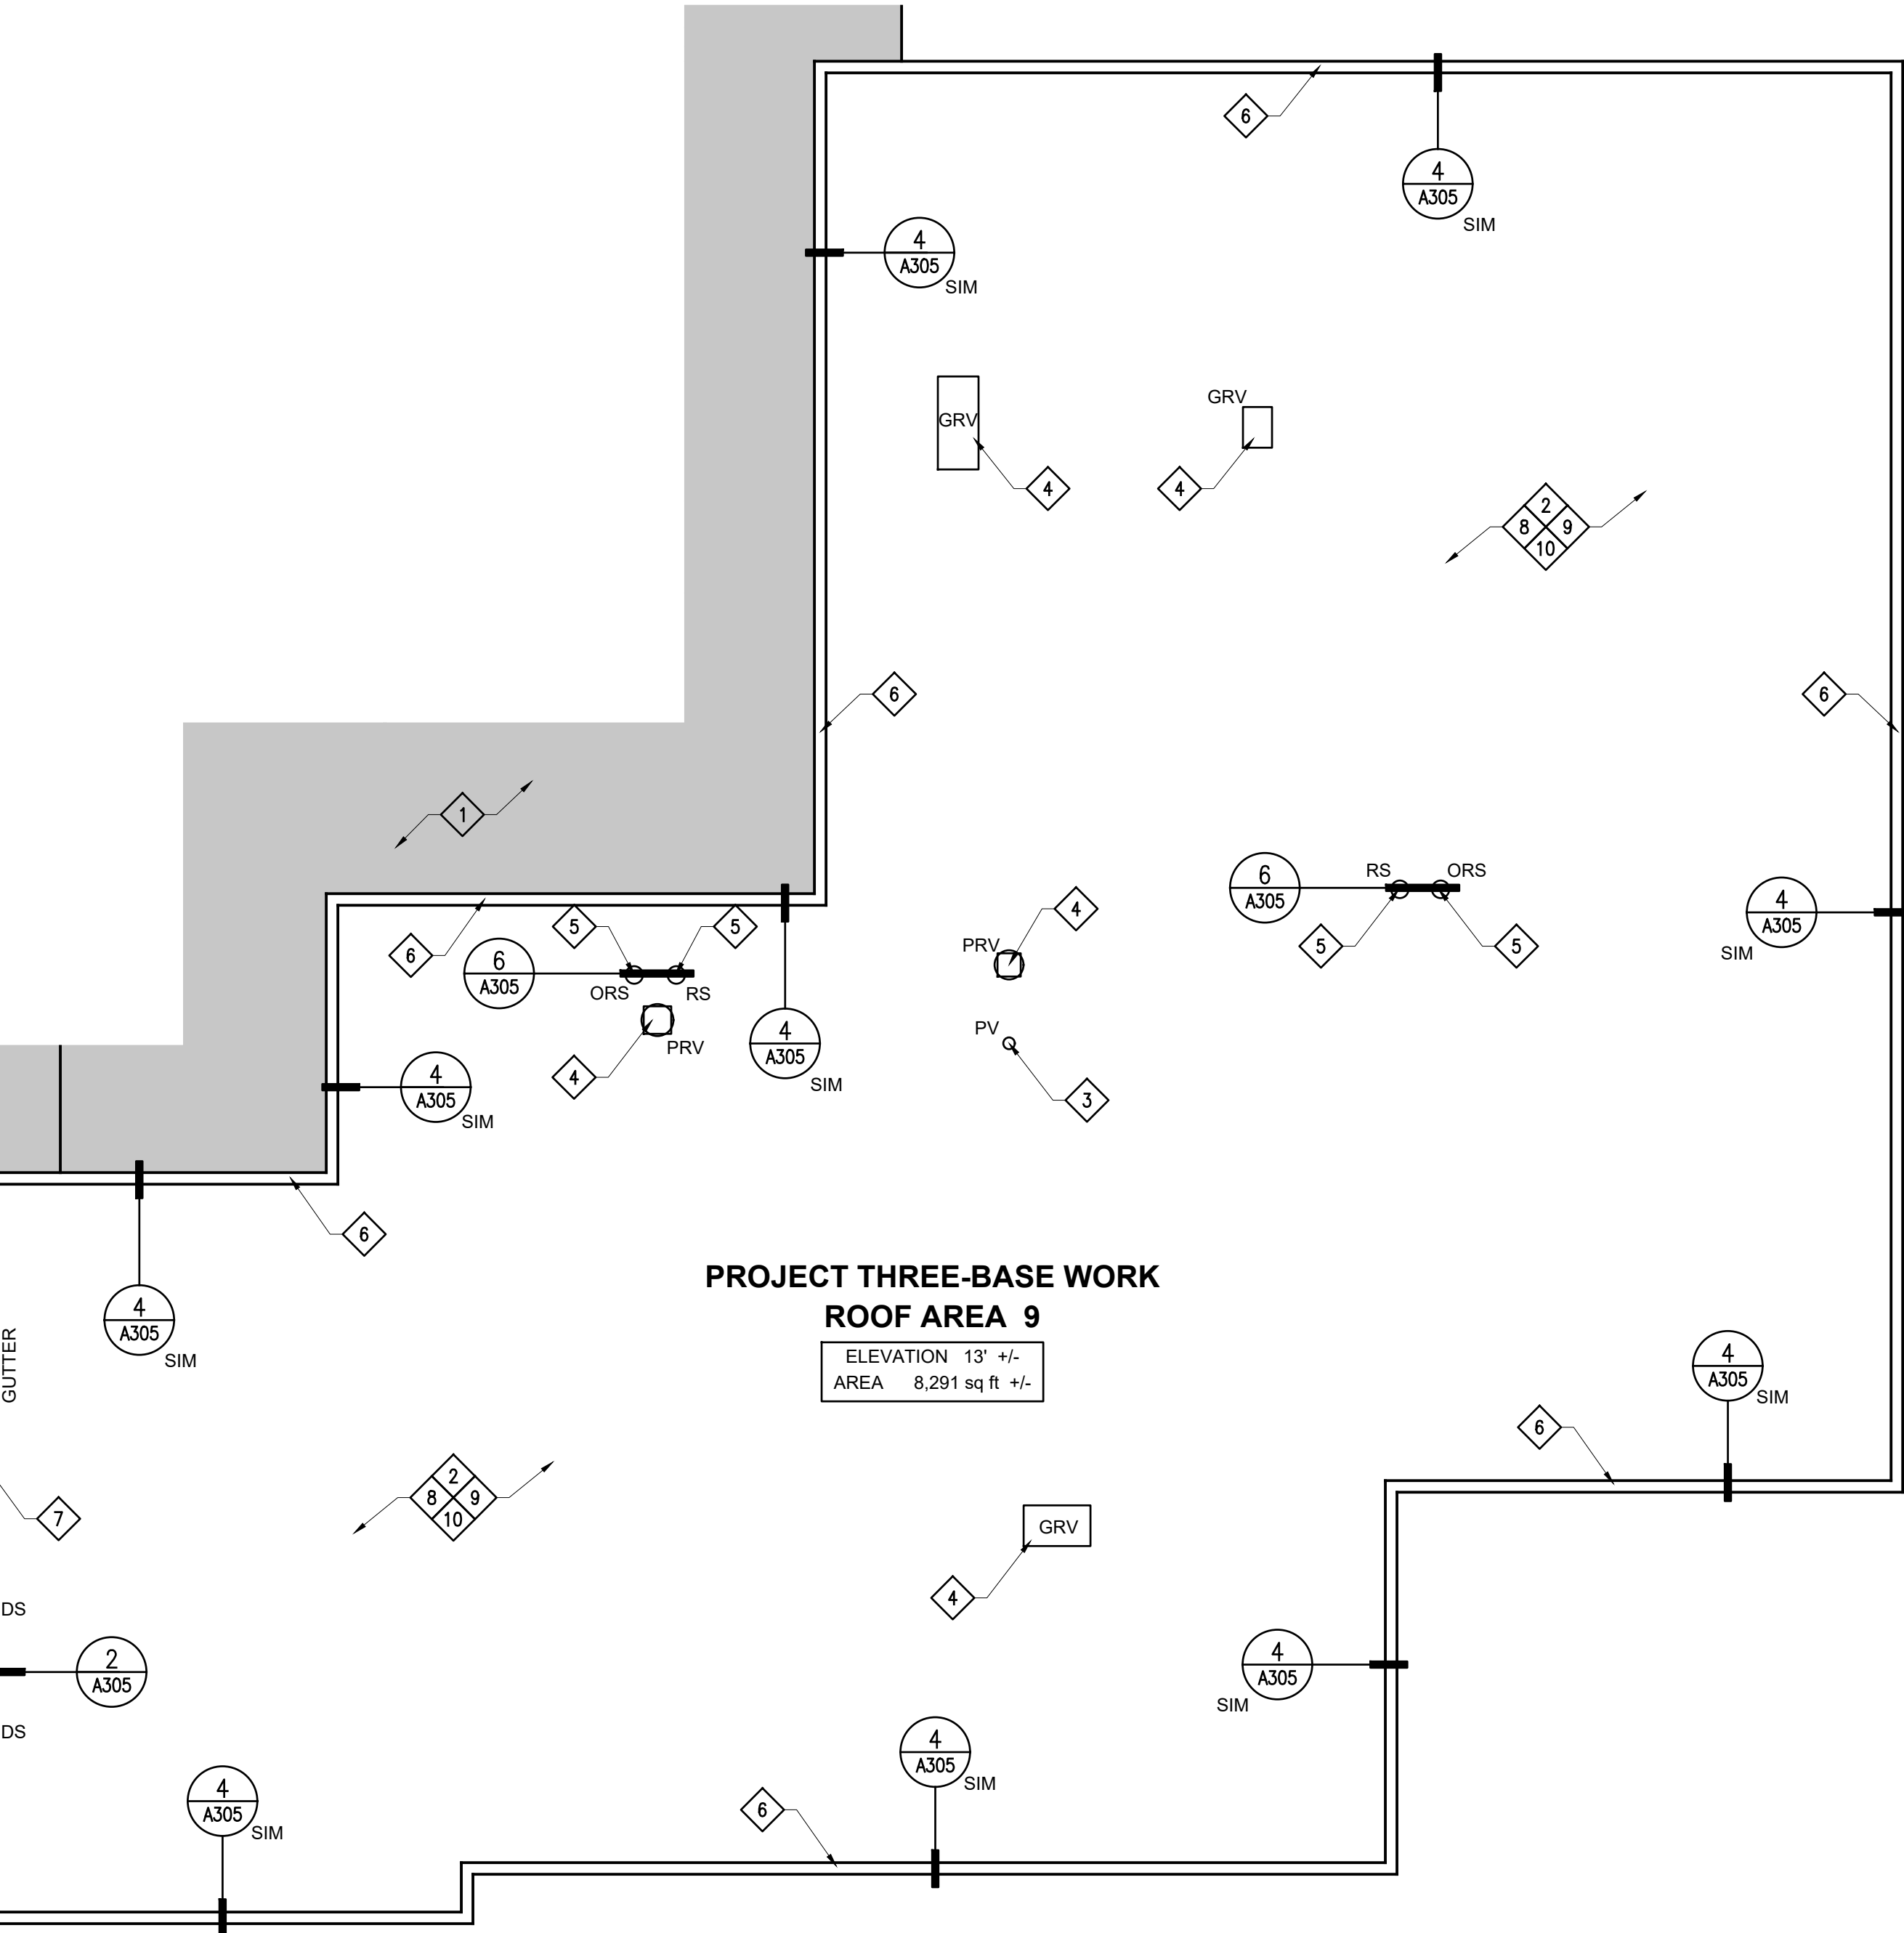 6
4
A305
SIM
4
A305
SIM
GRV
GRV
4
4
2
8 9
10
6
6
1
6
A305
RS
ORS
5
5
4
A305
SIM
5
5
6
6
A305
ORS
RS
PRV
4
4
A305
SIM
PRV
4
PV
3
4
A305
SIM
6
4
A305
SIM
GUTTER
PROJECT THREE-BASE WORK
ROOF AREA 9
ELEVATION 13' +/-
AREA 8,291 sq ft +/-
4
A305
SIM
6
7
2
8 9
10
GRV
4
DS
2
A305
DS
4
A305
SIM
4
A305
SIM
6
4
A305
SIM